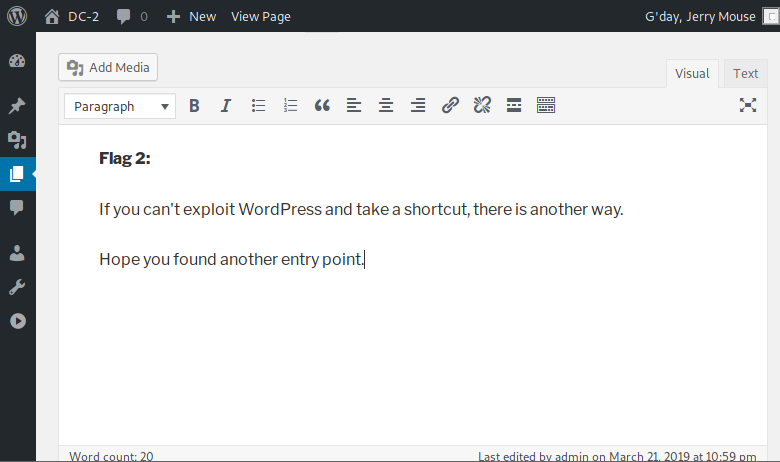 DC-2 0 New View Page G'day, Jerry Mouse
Add Media
Visual Text
Paragraph B I
Flag 2:
If you can't exploit WordPress and take a shortcut, there is another way.
Hope you found another entry point.
Word count: 20 Last edited by admin on March 21, 2019 at 10:59 pm